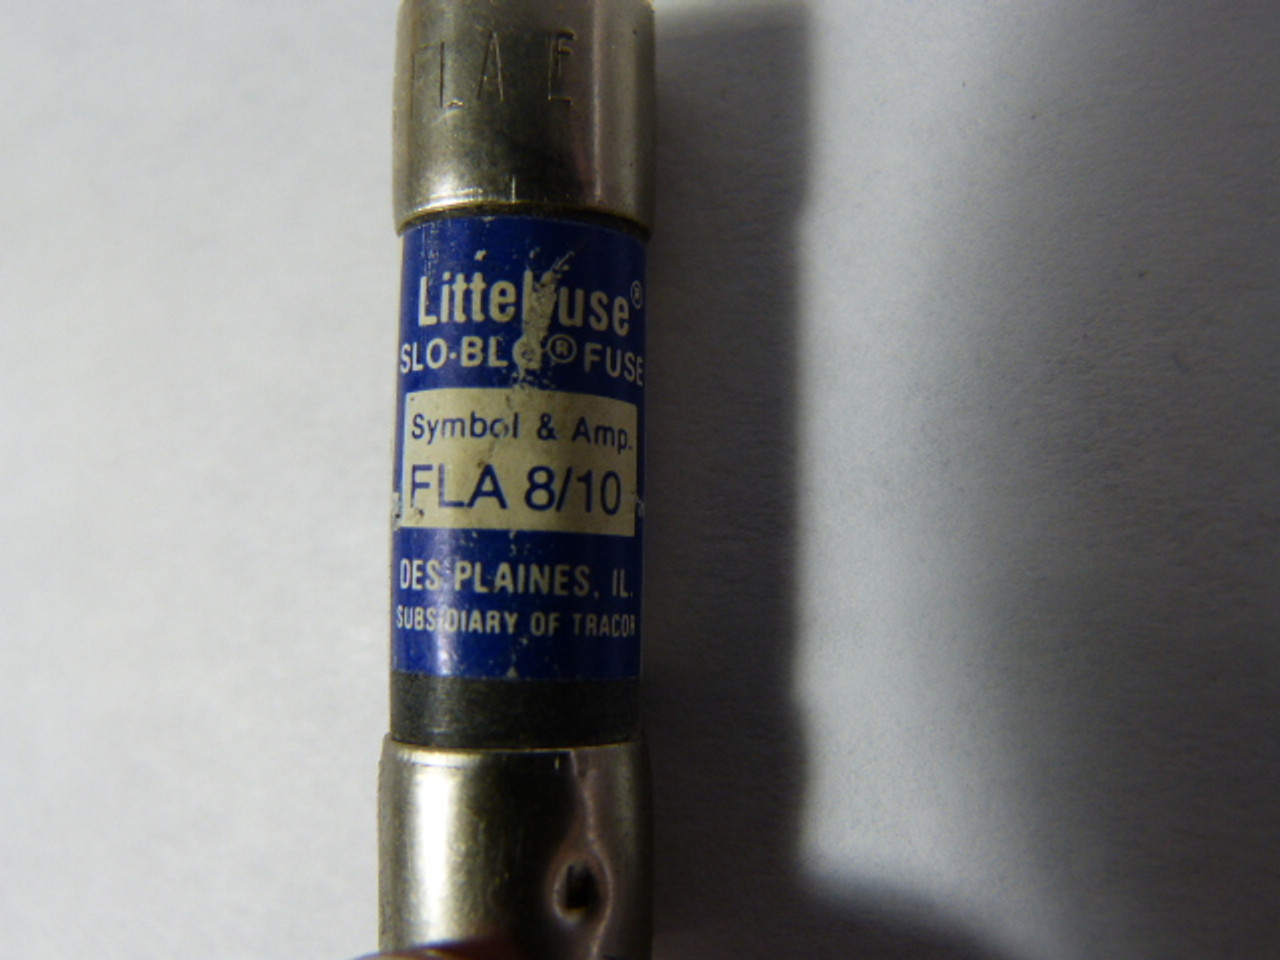 FLA E
Littelfuse®
SLO-BLO® FUSE
Symbol & Amp.
FLA 8/10
DES PLAINES, IL.
SUBSIDIARY OF TRACOR